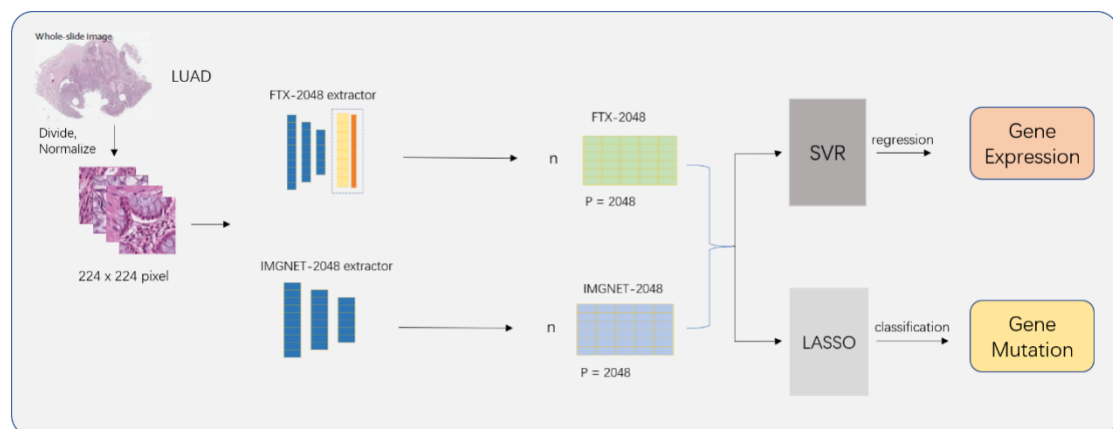 Whole-slide image
LUAD
Divide,
Normalize
224 x 224 pixel
FTX-2048 extractor
IMGNET-2048 extractor
FTX-2048
n
P = 2048
IMGNET-2048
n
P = 2048
SVR
regression
Gene
Expression
LASSO
classification
Gene
Mutation